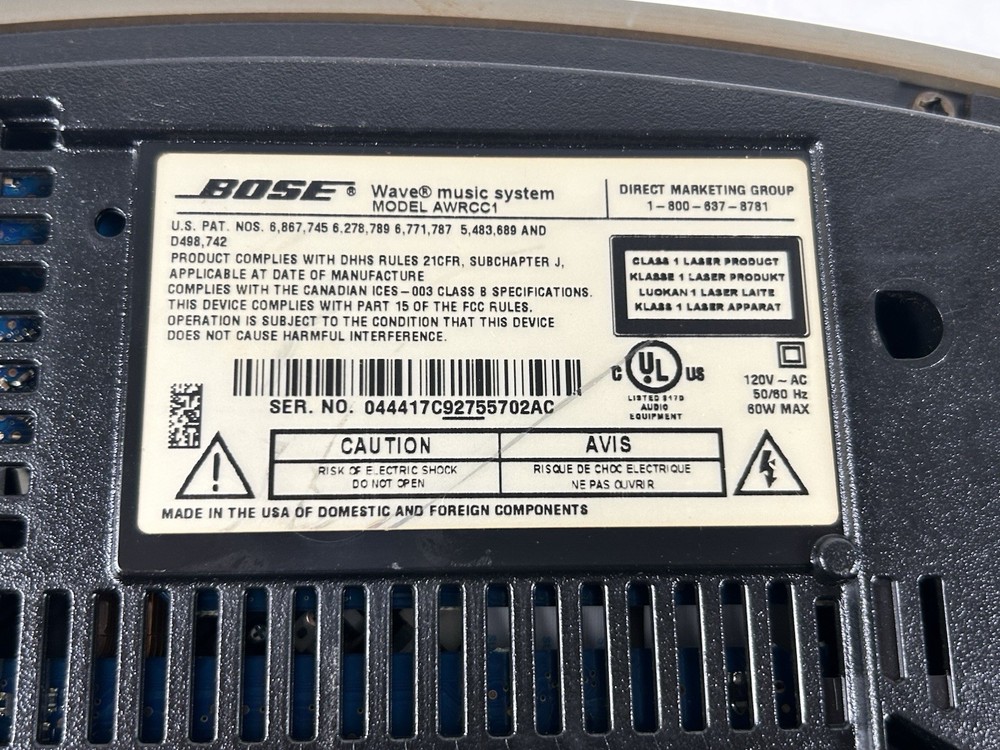 BOSE® Wave® music system
MODEL AWRCC1
DIRECT MARKETING GROUP
1-800-637-8781
U.S. PAT. NOS. 6,867,745 6,278,789 6,771,787 5,483,689 AND
D498,742
PRODUCT COMPLIES WITH DHHS RULES 21CFR, SUBCHAPTER J,
APPLICABLE AT DATE OF MANUFACTURE
COMPLIES WITH THE CANADIAN ICES-003 CLASS B SPECIFICATIONS.
THIS DEVICE COMPLIES WITH PART 15 OF THE FCC RULES.
OPERATION IS SUBJECT TO THE CONDITION THAT THIS DEVICE
DOES NOT CAUSE HARMFUL INTERFERENCE.
CLASS 1 LASER PRODUCT
KLASSE 1 LASER PRODUKT
LUOKAN 1 LASER LAITE
KLASS 1 LASER APPARAT
SER. NO. 044417C92755702AC
C UL US
LISTED 917D
AUDIO
EQUIPMENT
120V ~ AC
50/60 Hz
60W MAX
CAUTION
RISK OF ELECTRIC SHOCK
DO NOT OPEN
AVIS
RISQUE DE CHOC ELECTRIQUE
NE PAS OUVRIR
MADE IN THE USA OF DOMESTIC AND FOREIGN COMPONENTS